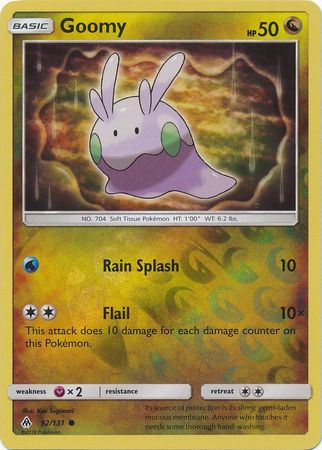 BASIC Goomy HP 50
NO. 704 Soft Tissue Pokémon HT: 1'00" WT: 6.2 lbs.
Rain Splash 10
Flail 10×
This attack does 10 damage for each damage counter on
this Pokémon.
weakness × 2 resistance retreat
Illus. Ken Sugimori
92/131
©2018 Pokémon
Its source of protection is its slimy, germ-laden
mucous membrane. Anyone who touches it
needs some thorough hand-washing.